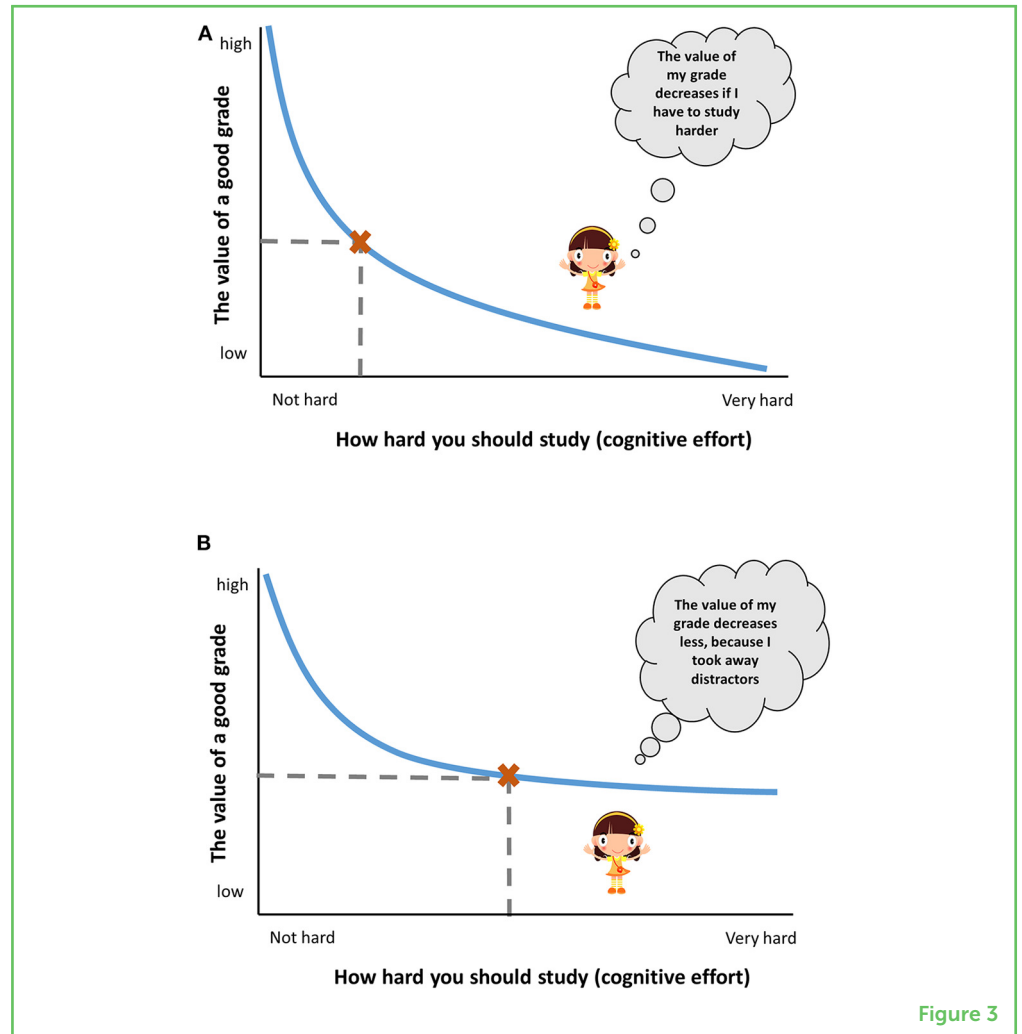 A
high
The value of a good grade
low
Not hard
Very hard
How hard you should study (cognitive effort)
The value of
my grade
decreases if I
have to study
harder
B
high
The value of a good grade
low
Not hard
Very hard
How hard you should study (cognitive effort)
The value of my
grade decreases
less, because I
took away
distractors
Figure 3